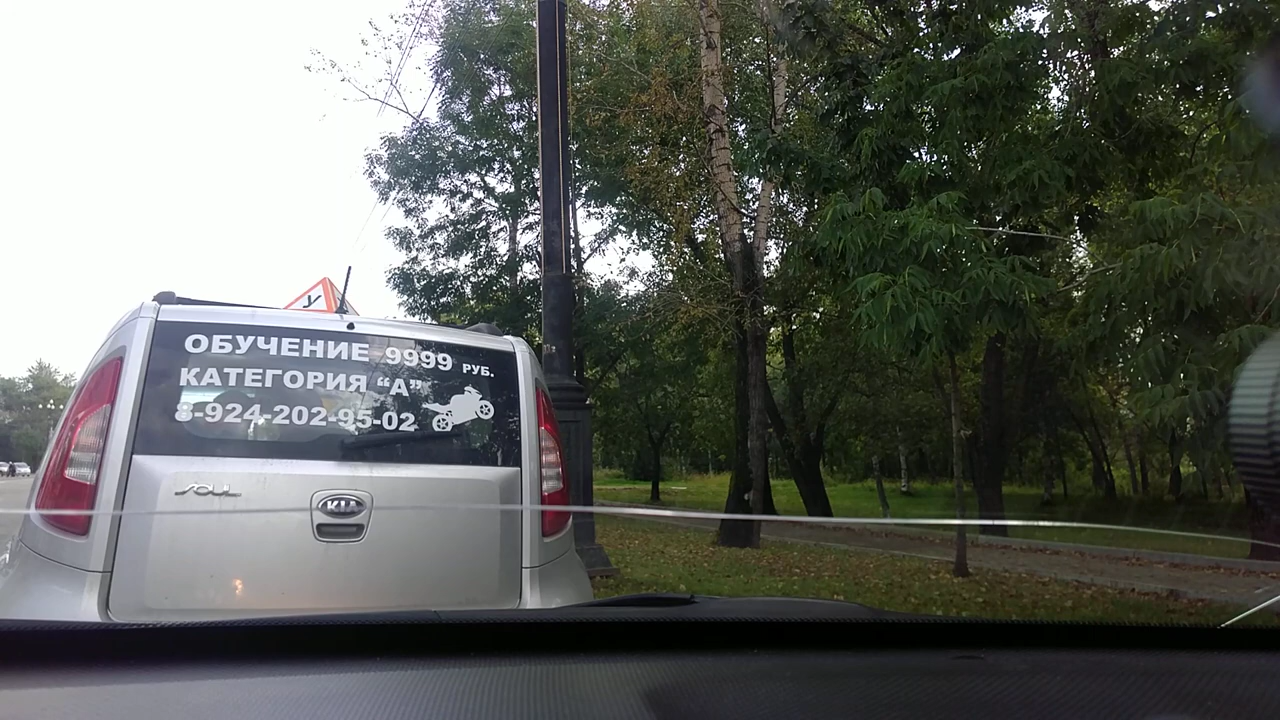 У
ОБУЧЕНИЕ 9999 РУБ.
КАТЕГОРИЯ "А"
8-924-202-95-02
SOUL
KIA